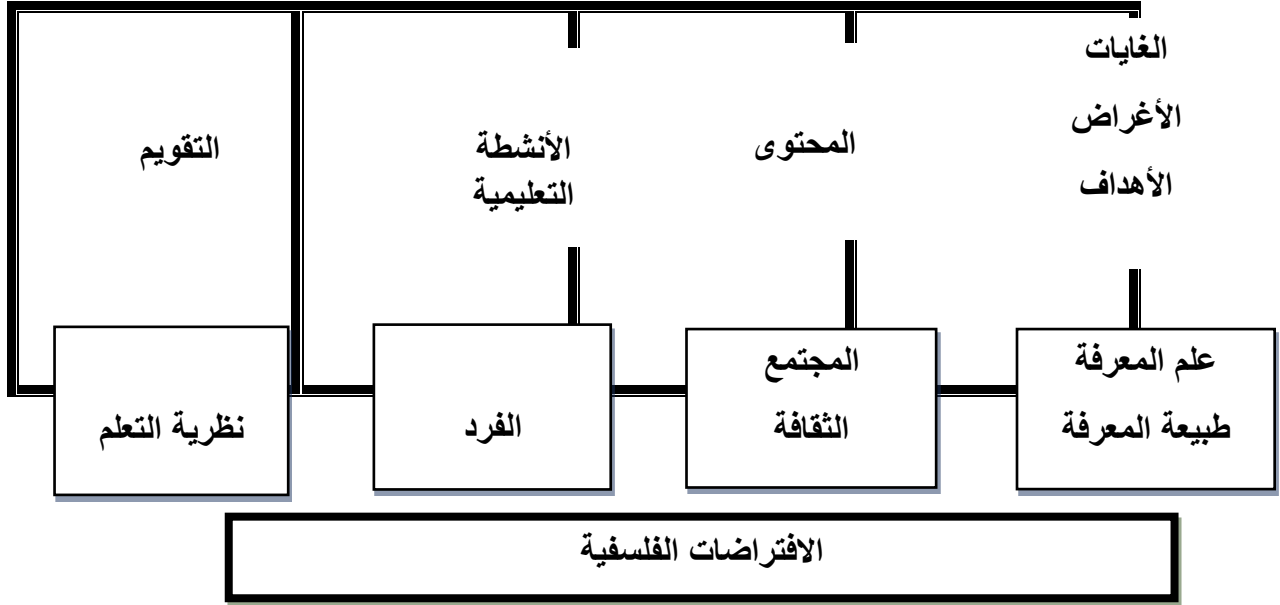 الغايات
الأغراض
الأهداف
المحتوى
الأنشطة
التعليمية
التقويم
علم المعرفة
طبيعة المعرفة
المجتمع
الثقافة
الفرد
نظرية التعلم
الافتراضات الفلسفية